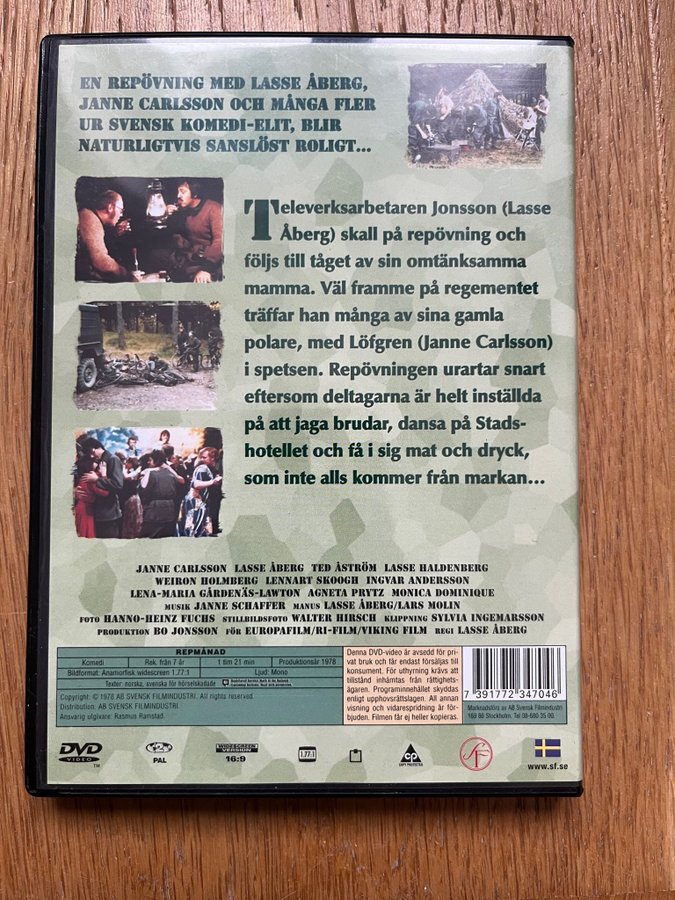 EN REPÖVNING MED LASSE ÅBERG,
JANNE CARLSSON OCH MÅNGA FLER
UR SVENSK KOMEDI-ELIT, BLIR
NATURLIGTVIS SANSLÖST ROLIGT...
Televerksarbetaren Jonsson (Lasse
Åberg) skall på repövning och
följs till tåget av sin omtänksamma
mamma. Väl framme på regementet
träffar han många av sina gamla
polare, med Löfgren (Janne Carlsson)
i spetsen. Repövningen urartar snart
eftersom deltagarna är helt inställda
på att jaga brudar, dansa på Stads-
hotellet och få i sig mat och dryck,
som inte alls kommer från markan...
JANNE CARLSSON LASSE ÅBERG TED ÅSTRÖM LASSE HALDENBERG
WEIRON HOLMBERG LENNART SKOOGH INGVAR ANDERSSON
LENA-MARIA GÅRDENÄS-LAWTON AGNETA PRYTZ MONICA DOMINIQUE
MUSIK JANNE SCHAFFER MANUS LASSE ÅBERG/LARS MOLIN
FOTO HANNO-HEINZ FUCHS STILLBILDSFOTO WALTER HIRSCH KLIPPNING SYLVIA INGEMARSSON
PRODUKTION BO JONSSON FÖR EUROPAFILM/RI-FILM/VIKING FILM REGI LASSE ÅBERG
REPMÅNAD
Komedi Rek. från 7 år 1 tim 21 min Produktionsår 1978
Bildformat: Anamorfisk widescreen 1.77:1 Ljud: Mono
Texter: norska, svenska för hörselskadade
Copyright: © 1978 AB SVENSK FILMINDUSTRI. All rights reserved.
Distribution. AB SVENSK FILMINDUSTRI.
Ansvarig utgivare: Rasmus Ramstad.
Denna DVD-video är avsedd för pri-
vat bruk och får endast försäljas till
konsument. För uthyrning krävs att
tillstånd inhämtas från rättighets-
ägaren. Programinnehållet skyddas
enligt upphovsrättslagen. All annan
visning och vidarespridning är för-
bjuden. Filmen får ej heller kopieras.
7 391772 347046
Marknadsförs av AB Svensk Filmindustri
169 86 Stockholm. Tel 08-680 35 00.
DVD VIDEO TM 2 PAL WIDESCREEN VERSION 16:9 1.77:1 CP COPY PROTECTED SF www.sf.se